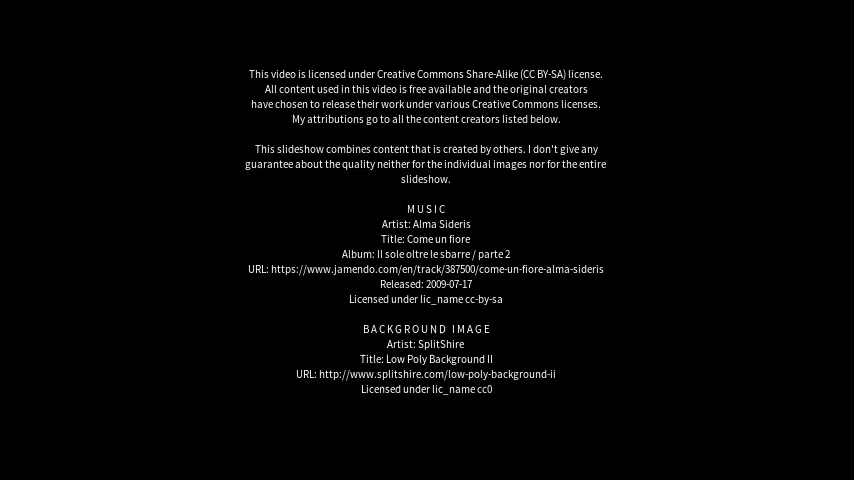 This video is licensed under Creative Commons Share-Alike (CC BY-SA) license.
All content used in this video is free available and the original creators
have chosen to release their work under various Creative Commons licenses.
My attributions go to all the content creators listed below.
This slideshow combines content that is created by others. I don't give any
guarantee about the quality neither for the individual images nor for the entire
slideshow.
MUSIC
Artist: Alma Sideris
Title: Come un fiore
Album: Il sole oltre le sbarre / parte 2
URL: https://www.jamendo.com/en/track/387500/come-un-fiore-alma-sideris
Released: 2009-07-17
Licensed under lic_name cc-by-sa
BACKGROUND IMAGE
Artist: SplitShire
Title: Low Poly Background II
URL: http://www.splitshire.com/low-poly-background-ii
Licensed under lic_name cc0